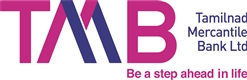 TMB
Tamilnad
Mercantile
Bank Ltd
Be a step ahead in life